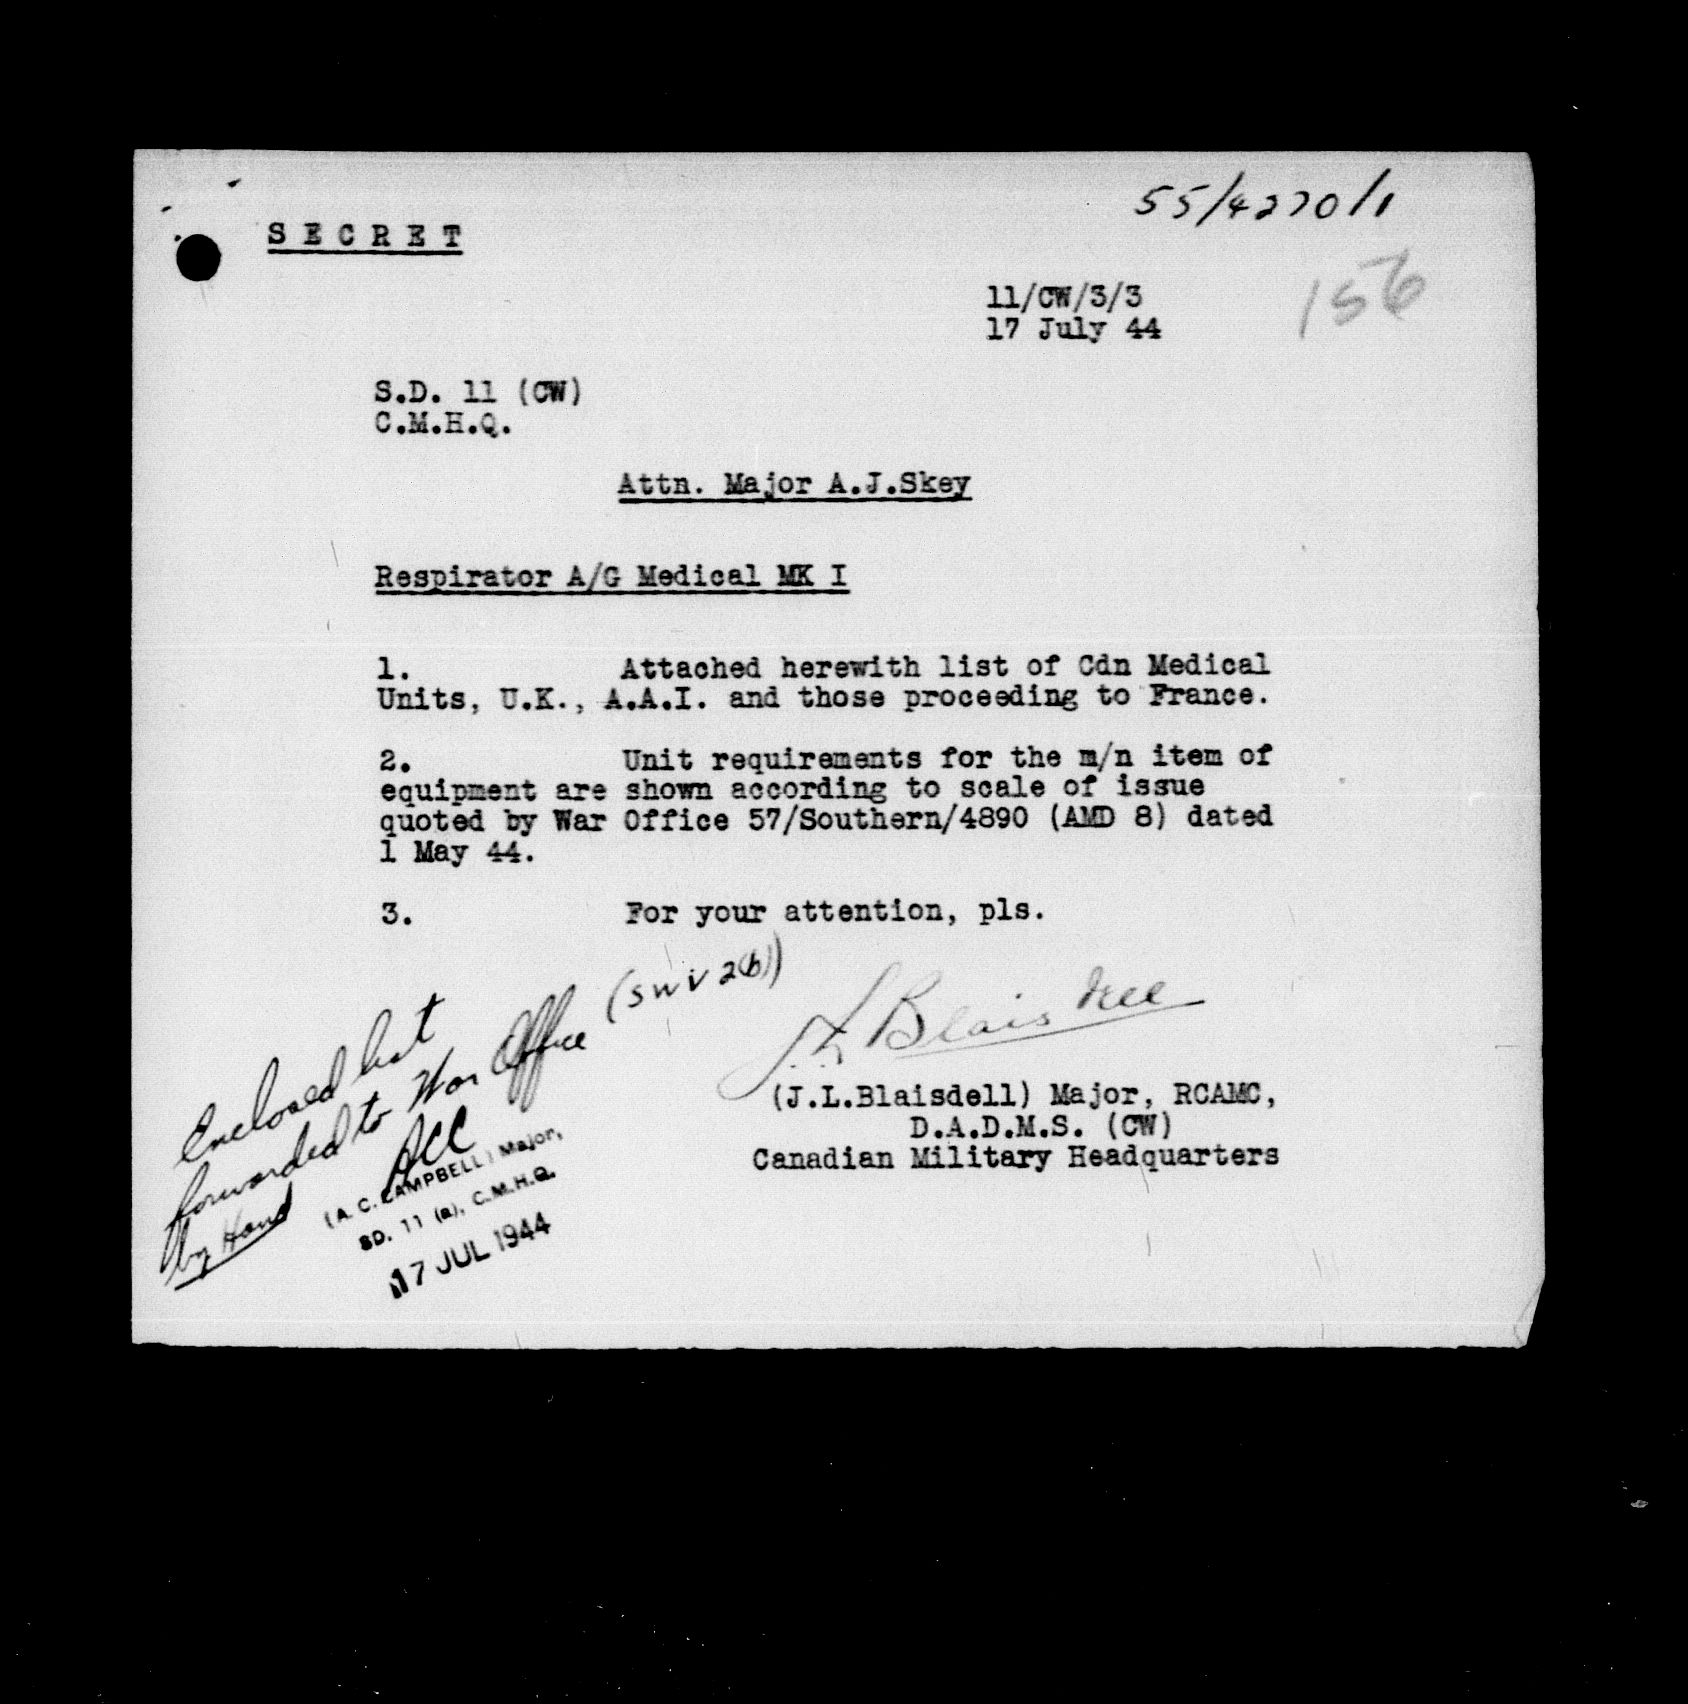 55/4270/1
S E C R E T
156
11/CW/3/3
17 July 44
S.D. 11 (CW)
C.M.H.Q.
Attn. Major A.J.Skey
Respirator A/G Medical MK I
1. Attached herewith list of Cdn Medical
Units, U.K., A.A.I. and those proceeding to France.
2. Unit requirements for the m/n item of
equipment are shown according to scale of issue
quoted by War Office 57/Southern/4890 (AMD 8) dated
1 May 44.
3. For your attention, pls.
J L Blaisdell
(J.L.Blaisdell) Major, RCAMC,
D.A.D.M.S. (CW)
Canadian Military Headquarters
Enclosed list
forwarded to War Office (SWV2(b))
by Hand
ACC
(A. C. CAMPBELL) Major,
SD. 11 (a), C.M.H.Q.
17 JUL 1944